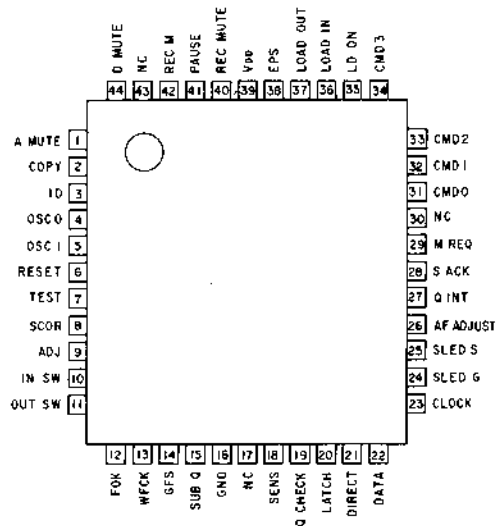 D MUTE
NC
REC M
PAUSE
REC MUTE
VDD
EPS
LOAD OUT
LOAD IN
LD ON
CMD3
44 43 42 41 40 39 38 37 36 35 34
A MUTE 1
COPY 2
ID 3
OSC0 4
OSC1 5
RESET 6
TEST 7
SCOR 8
ADJ 9
IN SW 10
OUT SW 11
33 CMD2
32 CMD1
31 CMD0
30 NC
29 M REQ
28 S ACK
27 Q INT
26 AF ADJUST
25 SLED S
24 SLED G
23 CLOCK
12 13 14 15 16 17 18 19 20 21 22
FOK
WFCK
GFS
SUB Q
GND
NC
SENS
Q CHECK
LATCH
DIRECT
DATA